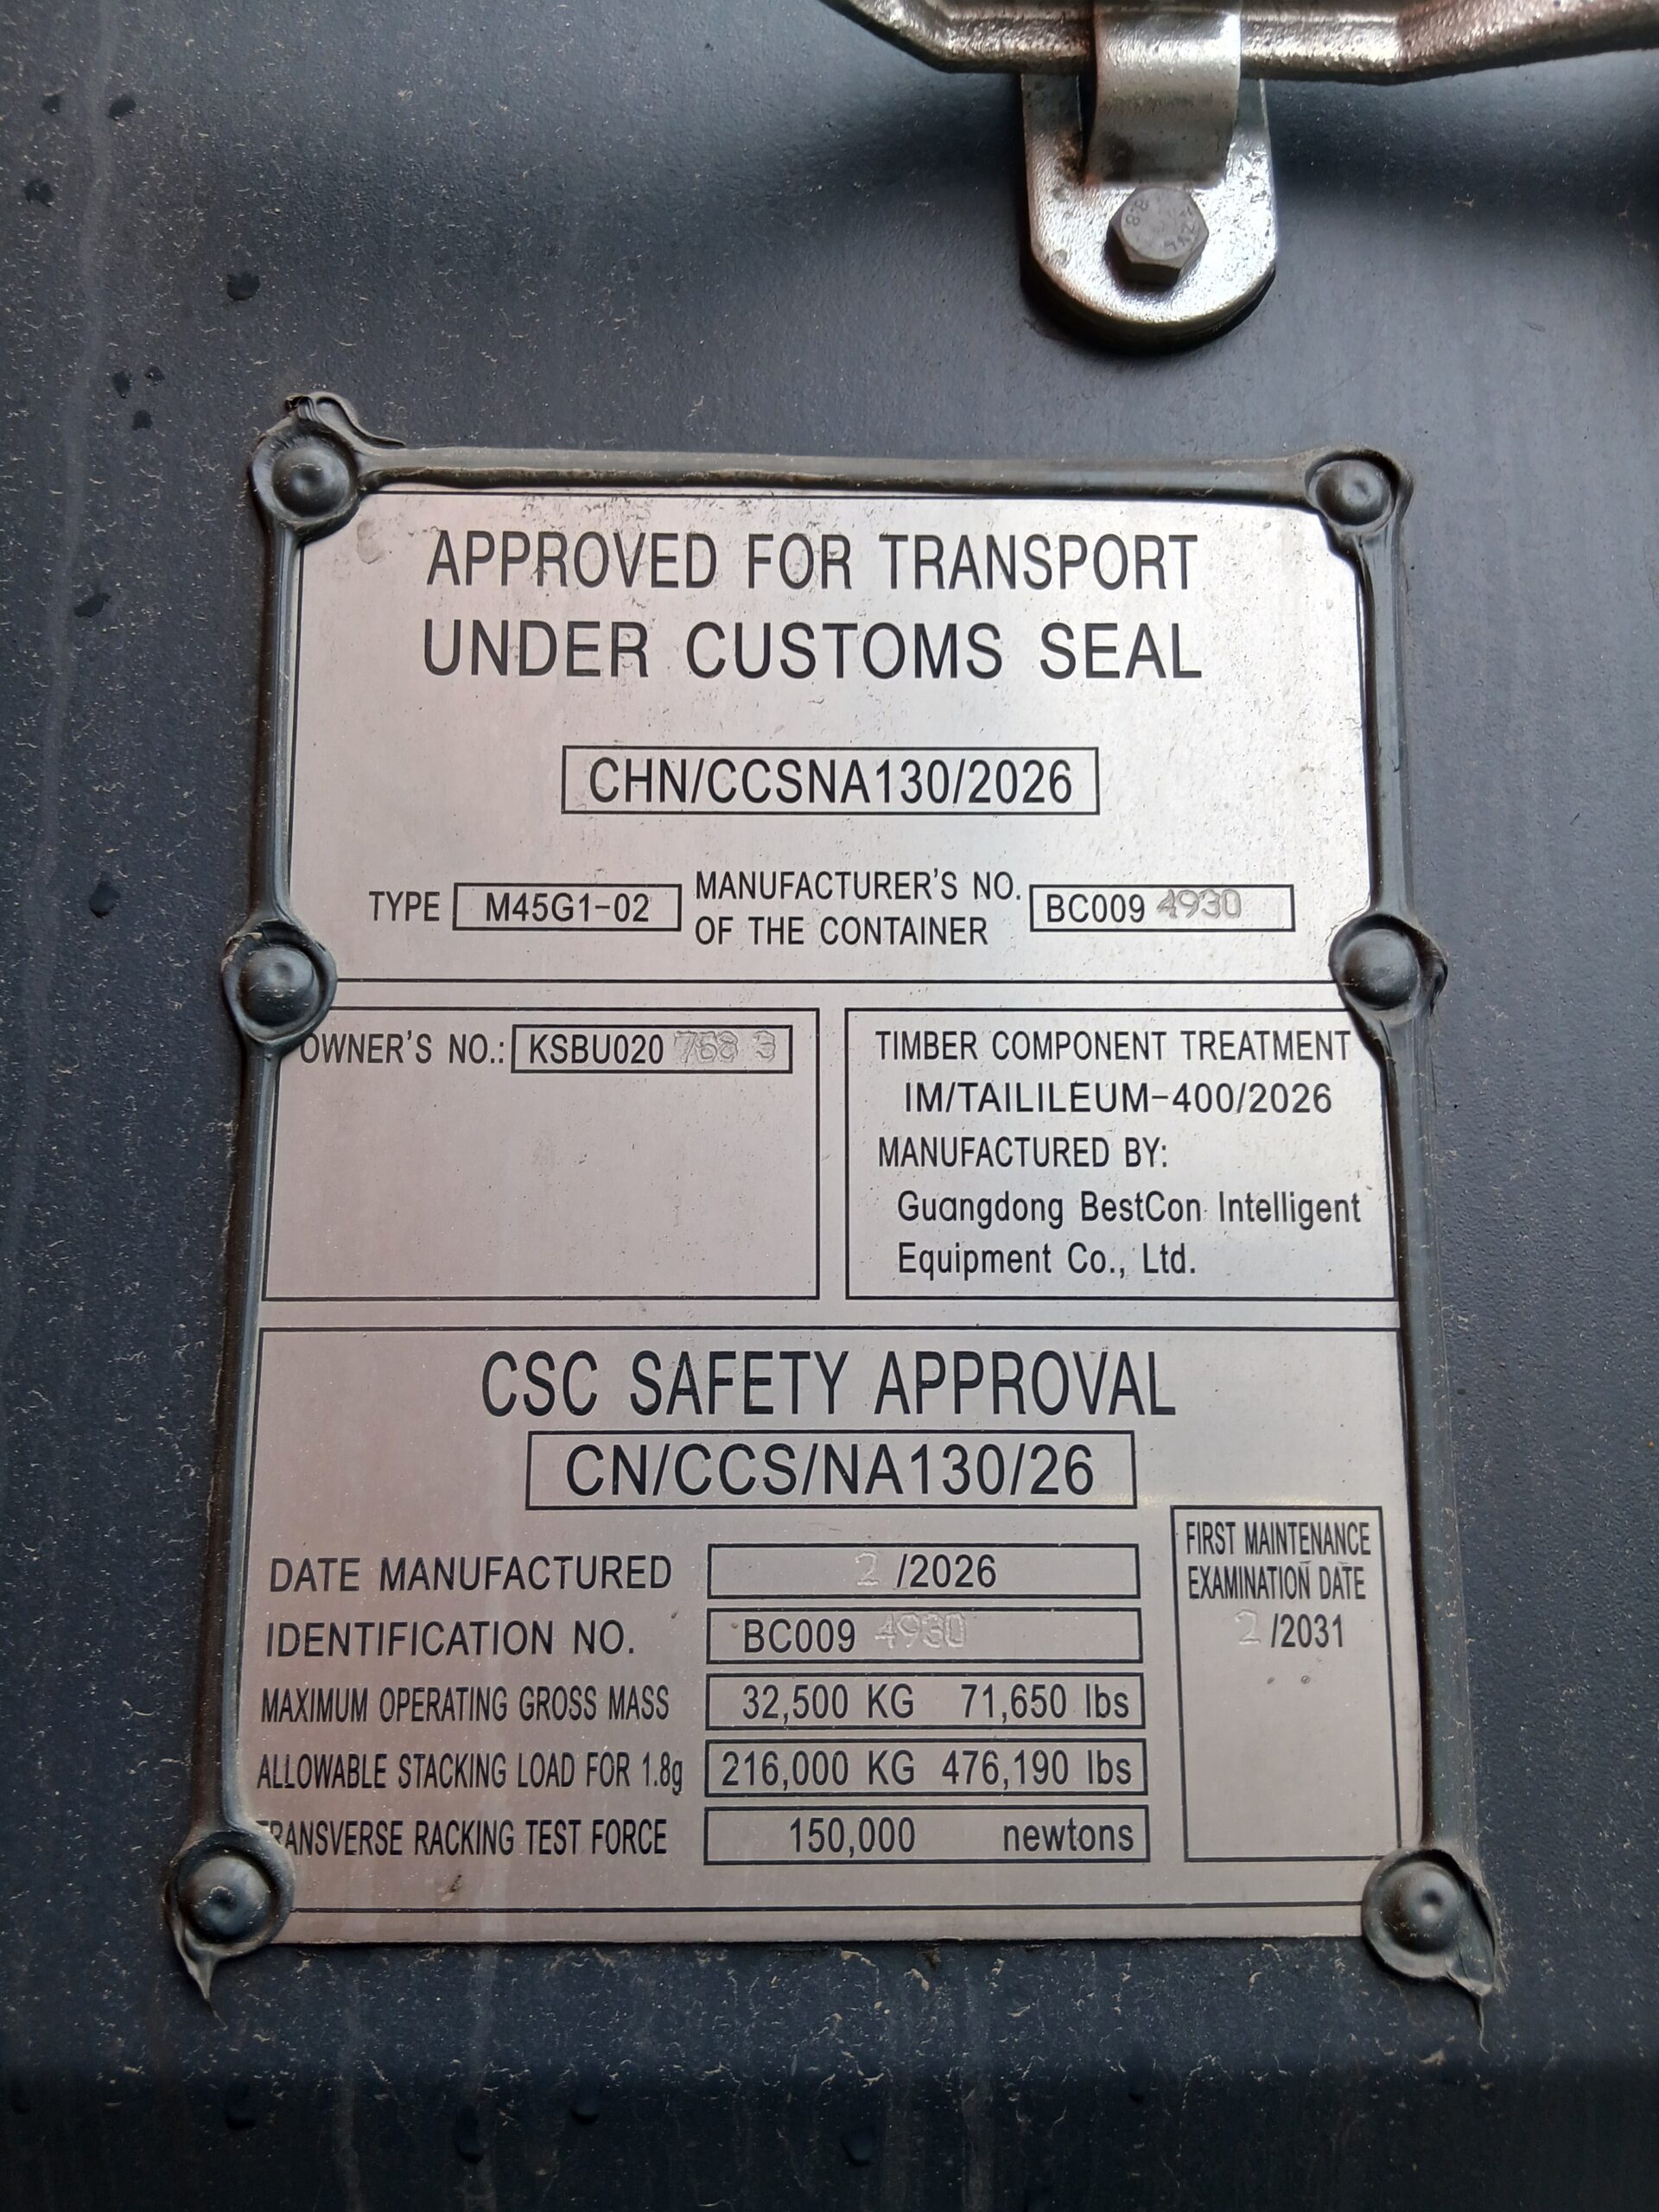 8.8
APPROVED FOR TRANSPORT
UNDER CUSTOMS SEAL
CHN/CCSNA130/2026
TYPE M45G1-02 MANUFACTURER'S NO. OF THE CONTAINER BC009 4930
OWNER'S NO.: KSBU020 768 3
TIMBER COMPONENT TREATMENT
IM/TAILILEUM-400/2026
MANUFACTURED BY:
Guangdong BestCon Intelligent
Equipment Co., Ltd.
CSC SAFETY APPROVAL
CN/CCS/NA130/26
DATE MANUFACTURED 2 /2026
IDENTIFICATION NO. BC009 4930
MAXIMUM OPERATING GROSS MASS 32,500 KG 71,650 lbs
ALLOWABLE STACKING LOAD FOR 1.8g 216,000 KG 476,190 lbs
TRANSVERSE RACKING TEST FORCE 150,000 newtons
FIRST MAINTENANCE
EXAMINATION DATE
2 /2031